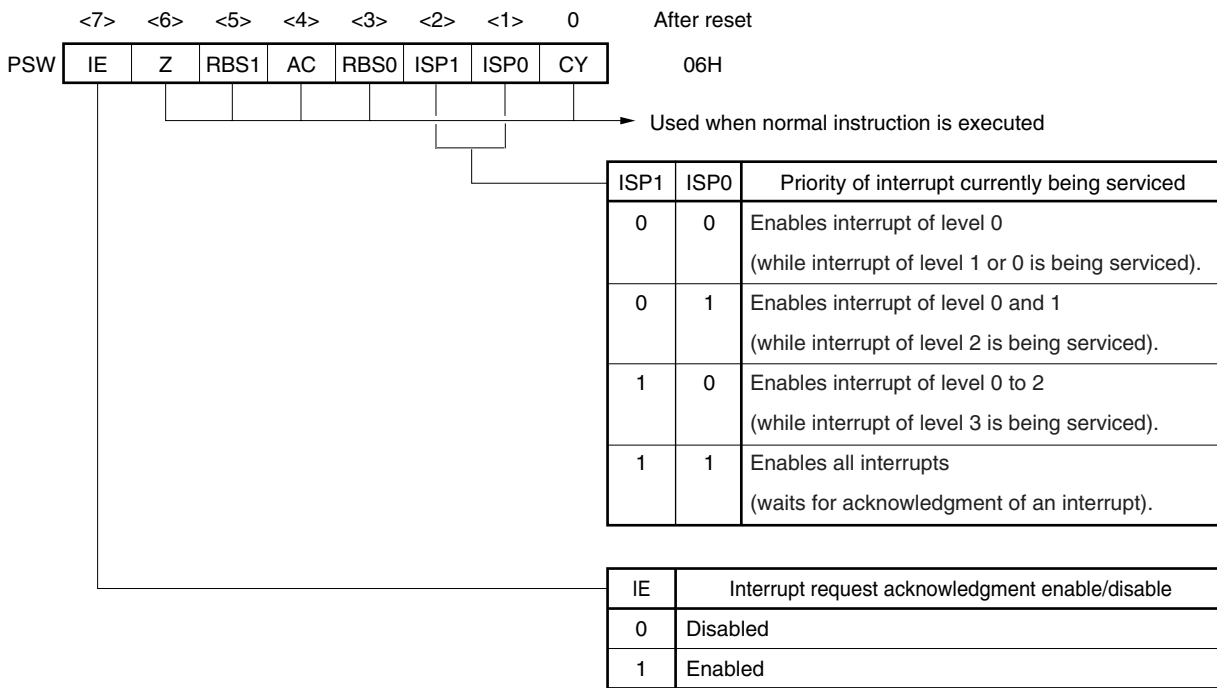 <7> <6> <5> <4> <3> <2> <1> 0 After reset
PSW IE Z RBS1 AC RBS0 ISP1 ISP0 CY 06H
Used when normal instruction is executed
ISP1 ISP0 Priority of interrupt currently being serviced
0 0 Enables interrupt of level 0
(while interrupt of level 1 or 0 is being serviced).
0 1 Enables interrupt of level 0 and 1
(while interrupt of level 2 is being serviced).
1 0 Enables interrupt of level 0 to 2
(while interrupt of level 3 is being serviced).
1 1 Enables all interrupts
(waits for acknowledgment of an interrupt).
IE Interrupt request acknowledgment enable/disable
0 Disabled
1 Enabled